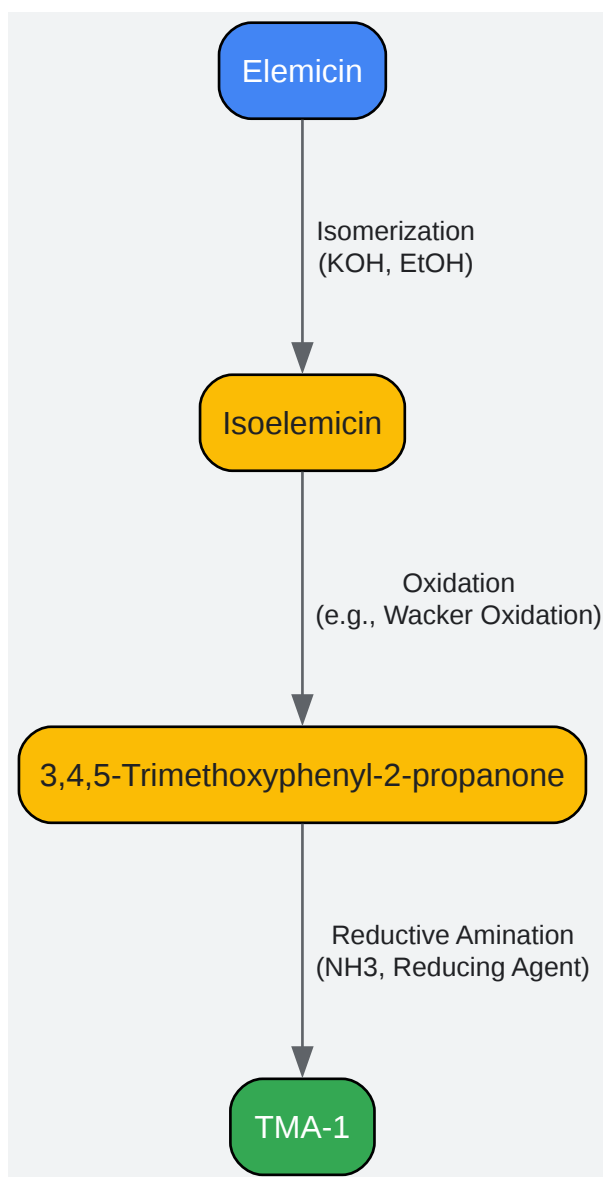 Elemicin
Isomerization
(KOH, EtOH)
Isoelemicin
Oxidation
(e.g., Wacker Oxidation)
3,4,5-Trimethoxyphenyl-2-propanone
Reductive Amination
(NH3, Reducing Agent)
TMA-1